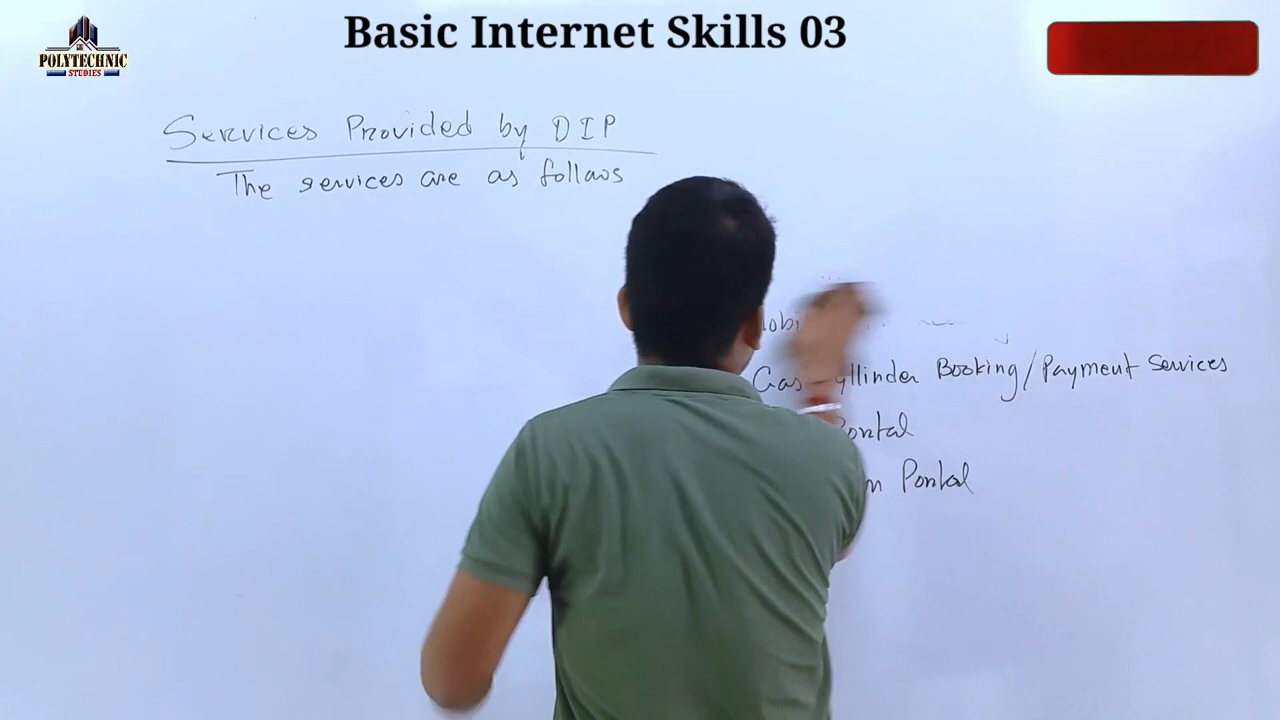 Basic Internet Skills 03
POLYTECHNIC
STUDIES
Services Provided by DIP
The services are as follows
Gas Booking/Payment Services
Portal
Portal